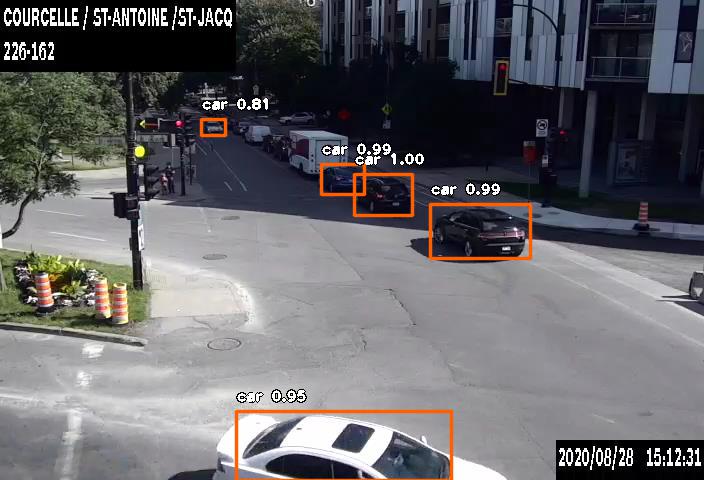 COURCELLE / ST-ANTOINE /ST-JACQ
226-162
car 0.81
car 0.99
car 1.00
car 0.99
car 0.95
2020/08/28 15:12:31